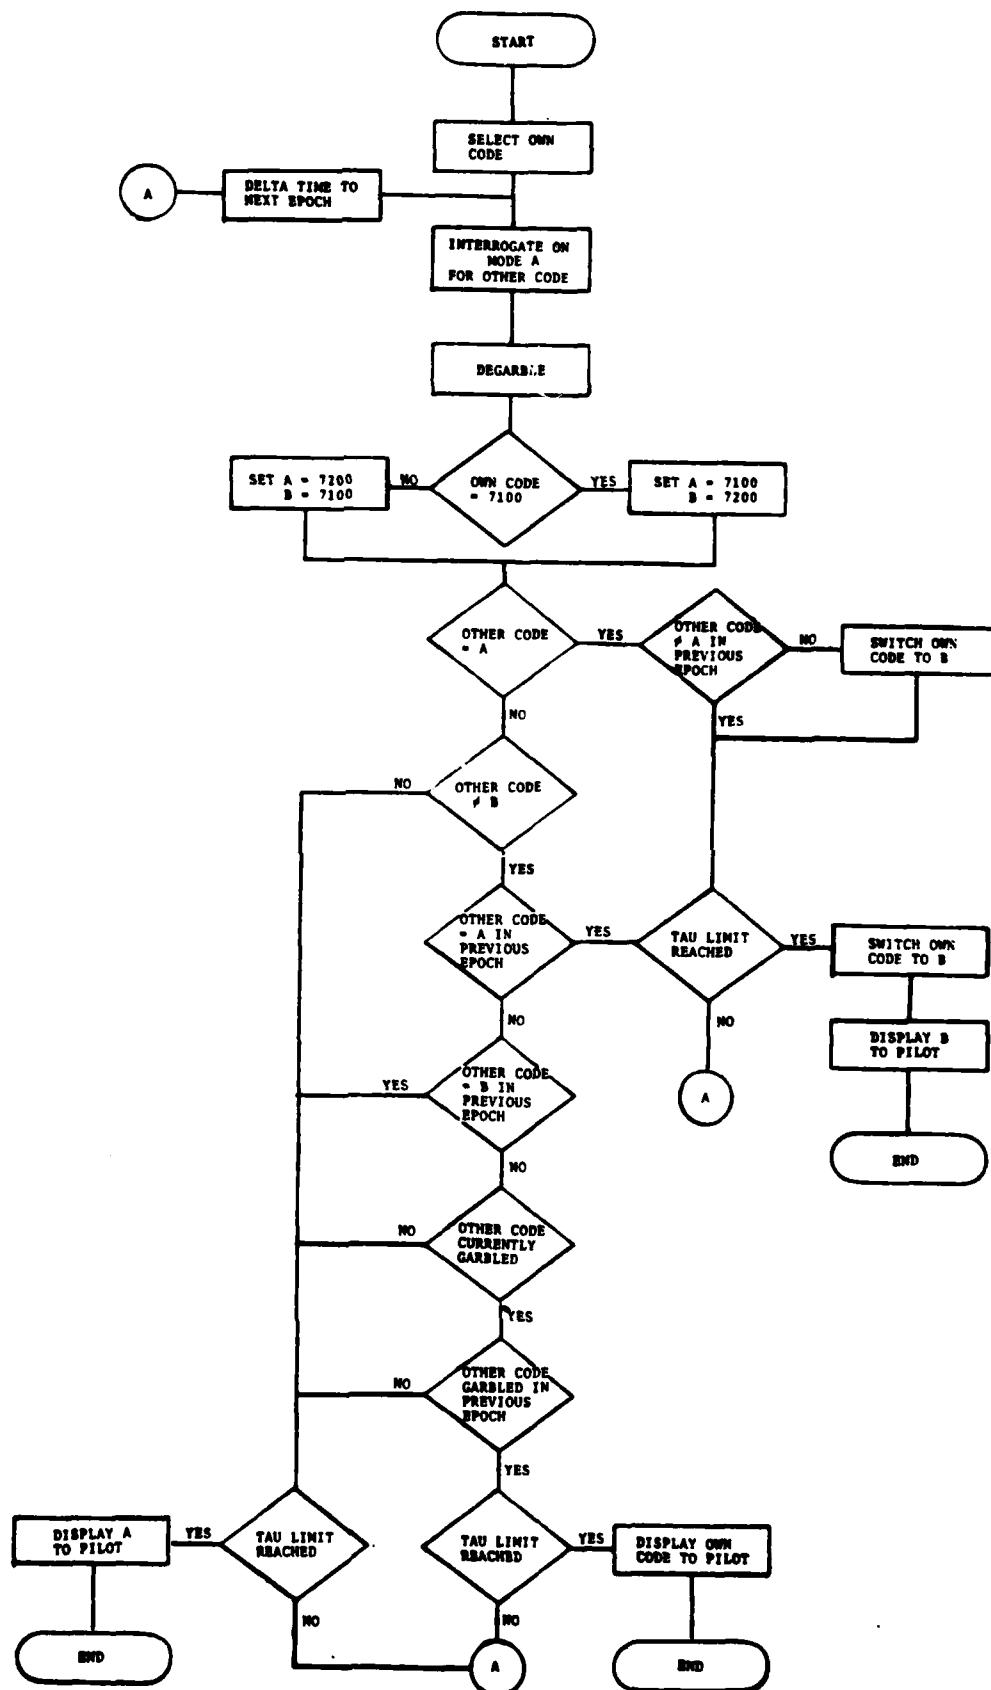 START
SELECT OWN
CODE
A
DELTA TIME TO
NEXT EPOCH
INTERROGATE ON
MODE A
FOR OTHER CODE
DEGARBLE
SET A = 7200
B = 7100
NO
OWN CODE
= 7100
YES
SET A = 7100
B = 7200
OTHER CODE
= A
YES
OTHER CODE
≠ A IN
PREVIOUS
EPOCH
NO
SWITCH OWN
CODE TO B
NO
YES
NO
OTHER CODE
≠ B
YES
OTHER CODE
= A IN
PREVIOUS
EPOCH
YES
TAU LIMIT
REACHED
YES
SWITCH OWN
CODE TO B
NO
NO
DISPLAY B
TO PILOT
YES
OTHER CODE
= B IN
PREVIOUS
EPOCH
A
END
NO
NO
OTHER CODE
CURRENTLY
GARBLED
YES
NO
OTHER CODE
GARBLED IN
PREVIOUS
EPOCH
YES
DISPLAY A
TO PILOT
YES
TAU LIMIT
REACHED
TAU LIMIT
REACHED
YES
DISPLAY OWN
CODE TO PILOT
NO
NO
END
A
END